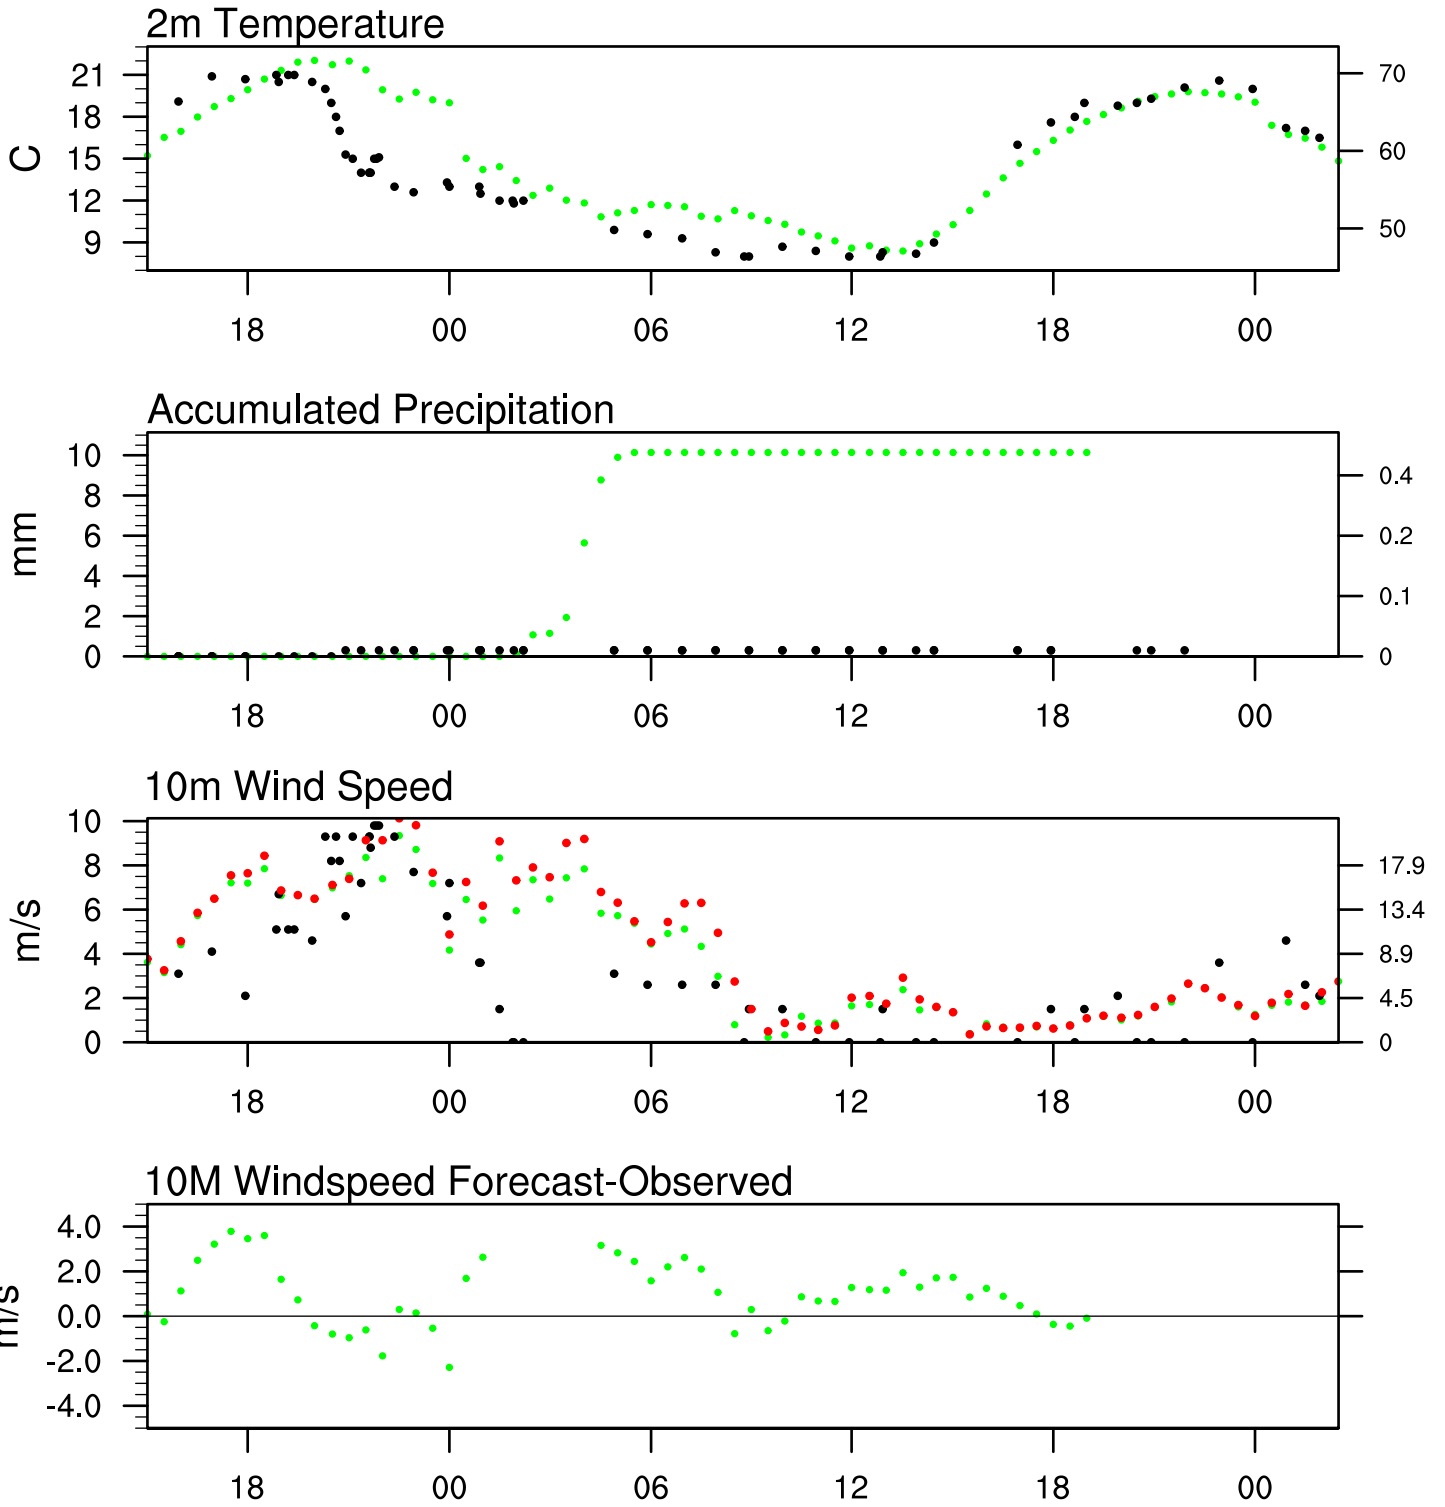 2m Temperature
21
18
15
12
9
C
70
60
50
18 00 06 12 18 00
Accumulated Precipitation
10
8
6
4
2
0
mm
0.4
0.2
0.1
0
18 00 06 12 18 00
10m Wind Speed
10
8
6
4
2
0
m/s
17.9
13.4
8.9
4.5
0
18 00 06 12 18 00
10M Windspeed Forecast-Observed
4.0
2.0
0.0
-2.0
-4.0
m/s
18 00 06 12 18 00